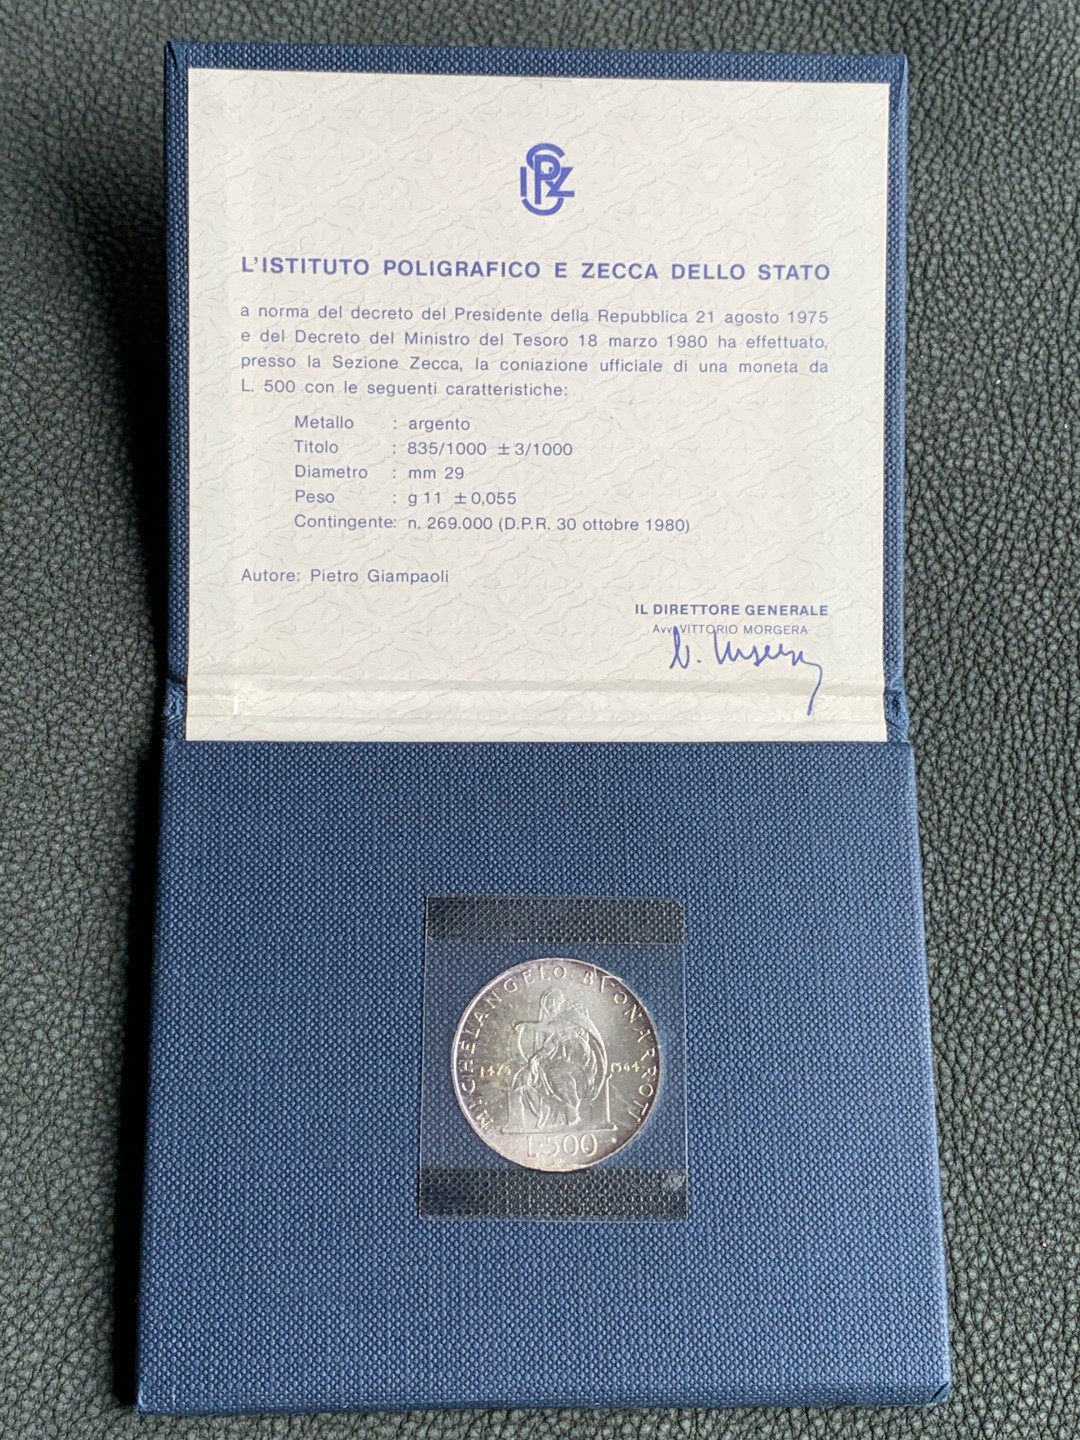 IPZS
L'ISTITUTO POLIGRAFICO E ZECCA DELLO STATO
a norma del decreto del Presidente della Repubblica 21 agosto 1975
e del Decreto del Ministro del Tesoro 18 marzo 1980 ha effettuato,
presso la Sezione Zecca, la coniazione ufficiale di una moneta da
L. 500 con le seguenti caratteristiche:
Metallo : argento
Titolo : 835/1000 ± 3/1000
Diametro : mm 29
Peso : g 11 ± 0,055
Contingente: n. 269.000 (D.P.R. 30 ottobre 1980)
Autore: Pietro Giampaoli
IL DIRETTORE GENERALE
Avv. VITTORIO MORGERA
MICHELANGELO·BVONARROTI
1475 1564
L·500